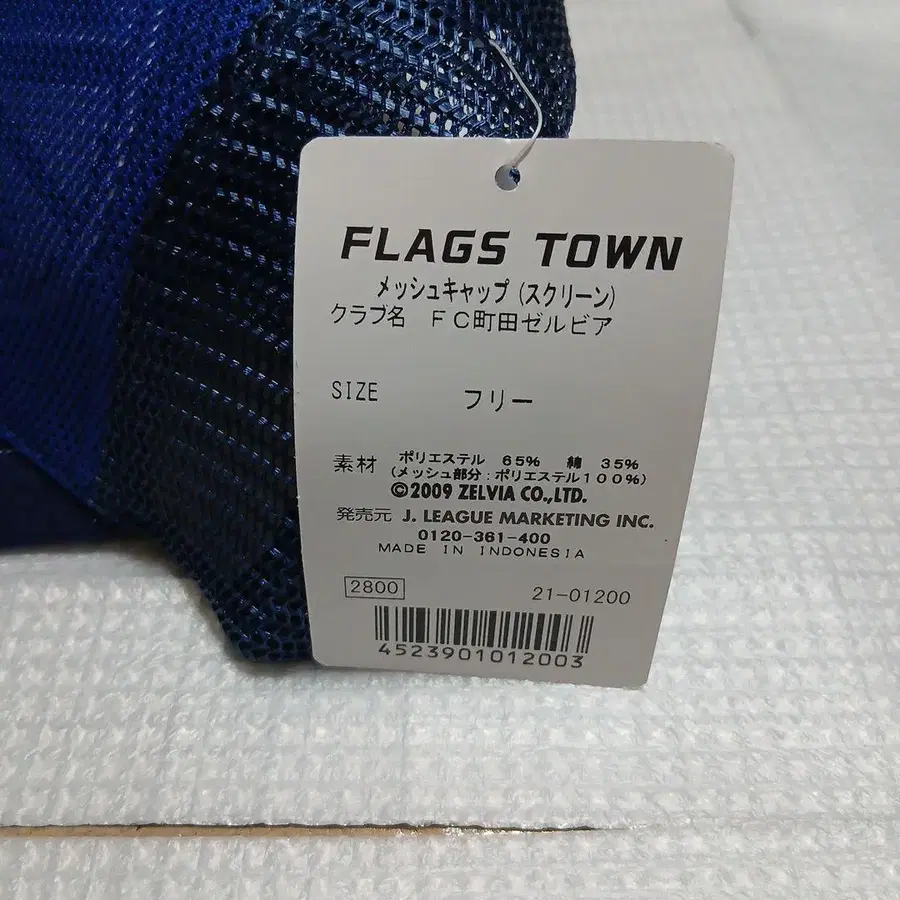 FLAGS TOWN
メッシュキャップ(スクリーン)
クラブ名 FC町田ゼルビア
SIZE フリー
素材 ポリエステル 65% 綿 35%
(メッシュ部分:ポリエステル100%)
©2009 ZELVIA CO.,LTD.
発売元 J. LEAGUE MARKETING INC.
0120-361-400
MADE IN INDONESIA
2800 21-01200
4523901012003